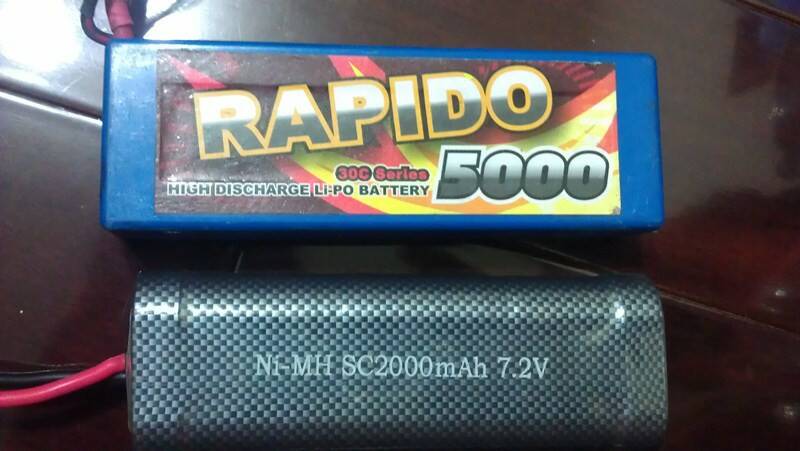 RAPIDO
30C Series
HIGH DISCHARGE Li-PO BATTERY 5000
Ni-MH SC2000mAh 7.2V